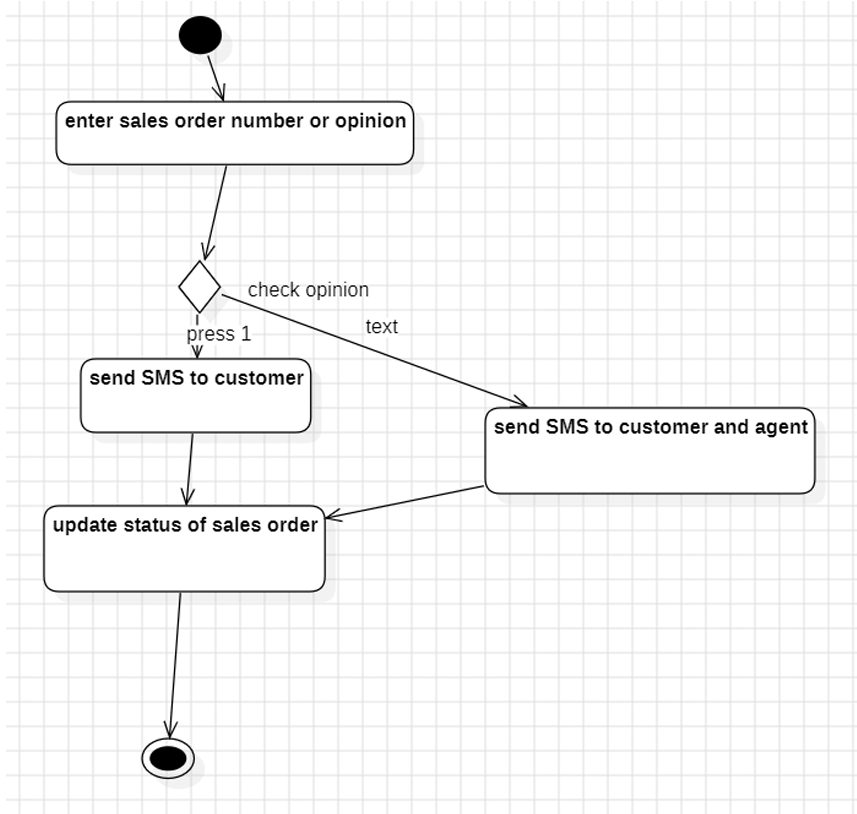 enter sales order number or opinion
check opinion
text
press 1
send SMS to customer
send SMS to customer and agent
update status of sales order